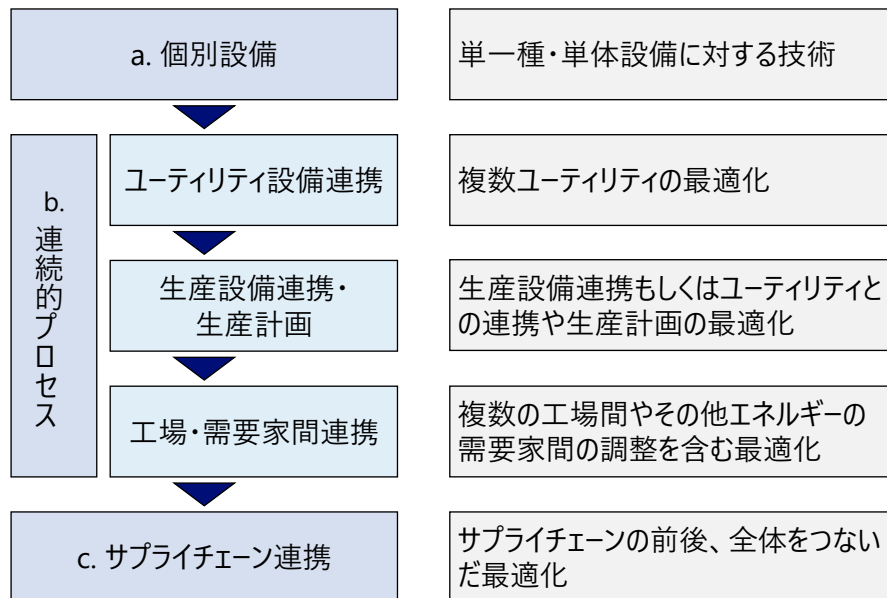 a. 個別設備
単一種・単体設備に対する技術
b.
連続的プロセス
ユーティリティ設備連携
複数ユーティリティの最適化
生産設備連携・
生産計画
生産設備連携もしくはユーティリティと
の連携や生産計画の最適化
工場・需要家間連携
複数の工場間やその他エネルギーの
需要家間の調整を含む最適化
c. サプライチェーン連携
サプライチェーンの前後、全体をつない
だ最適化